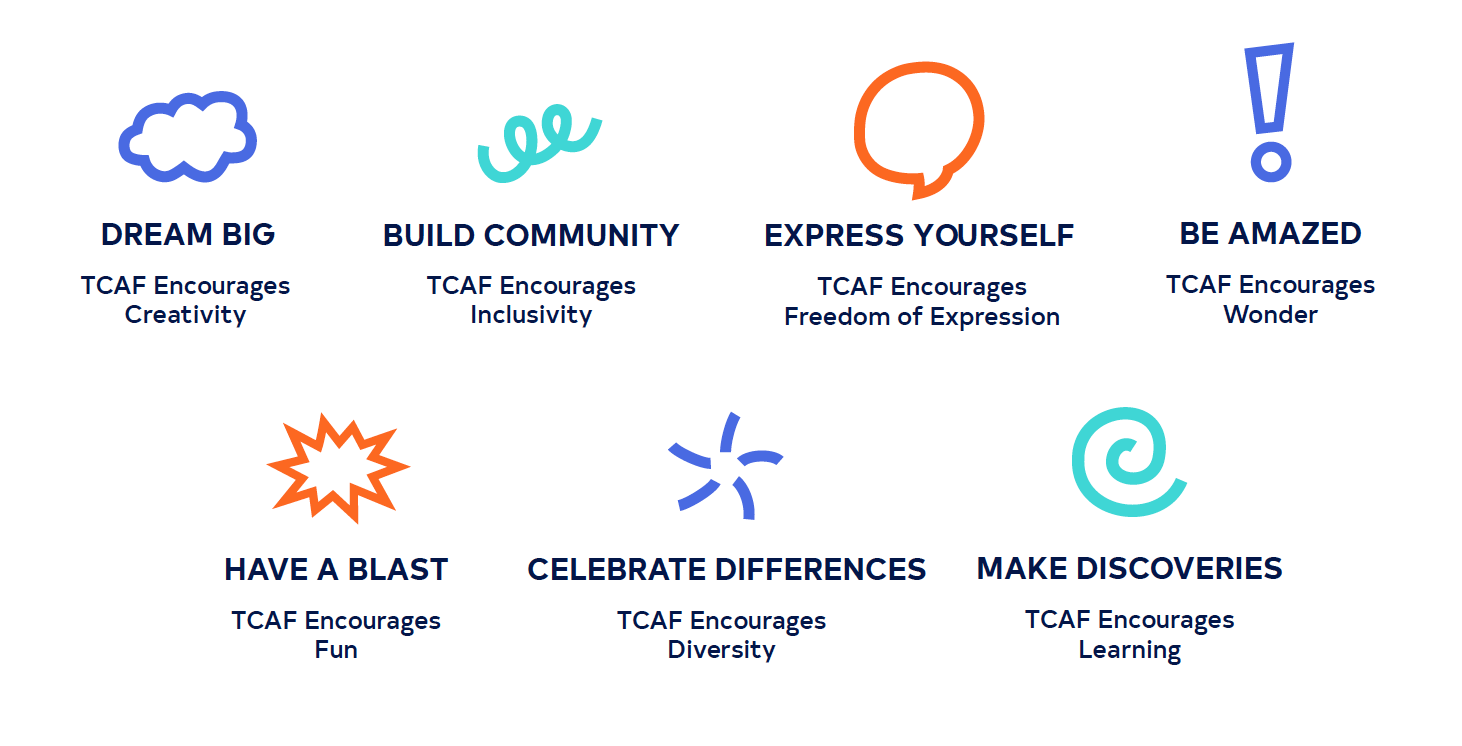 DREAM BIG
TCAF Encourages
Creativity
BUILD COMMUNITY
TCAF Encourages
Inclusivity
EXPRESS YOURSELF
TCAF Encourages
Freedom of Expression
BE AMAZED
TCAF Encourages
Wonder
HAVE A BLAST
TCAF Encourages
Fun
CELEBRATE DIFFERENCES
TCAF Encourages
Diversity
MAKE DISCOVERIES
TCAF Encourages
Learning